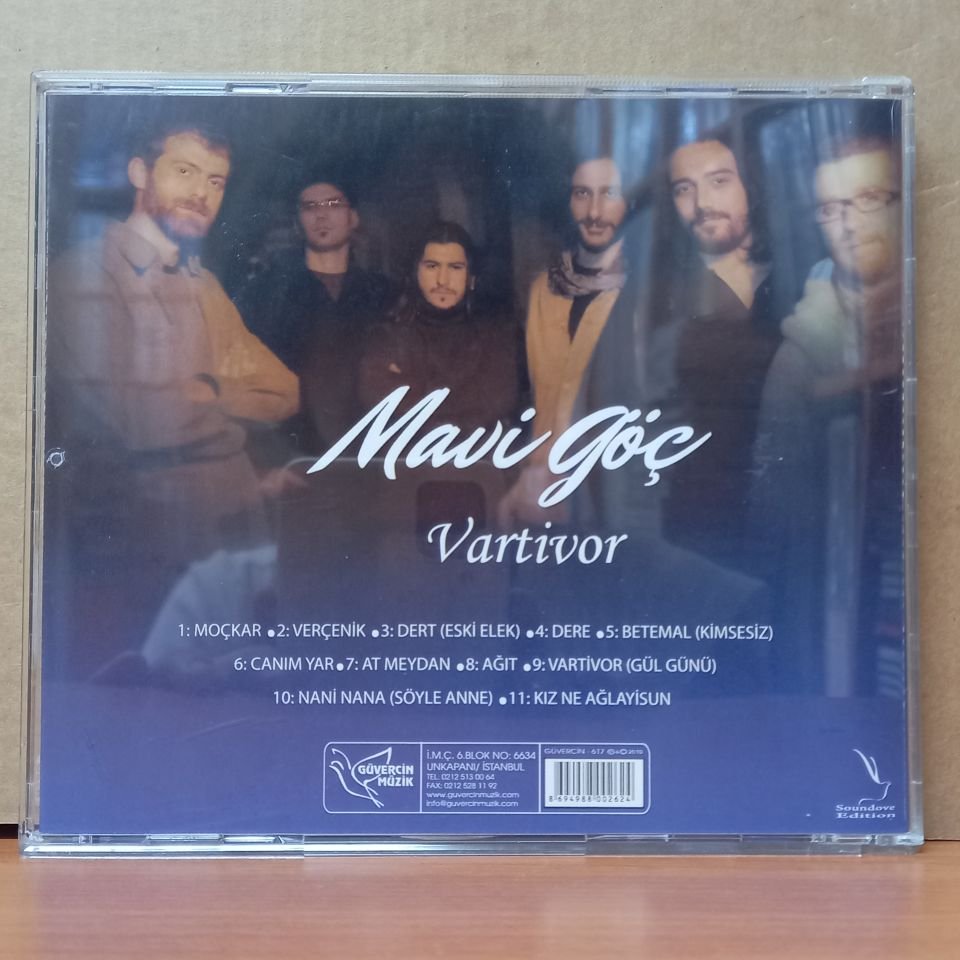 Mavi Göç
Vartivor
1: MOÇKAR ●2: VERÇENİK ●3: DERT (ESKİ ELEK) ●4: DERE ●5: BETEMAL (KİMSESİZ)
6: CANIM YAR●7: AT MEYDAN ●8: AĞIT ●9: VARTİVOR (GÜL GÜNÜ)
10: NANİ NANA (SÖYLE ANNE) ●11: KIZ NE AĞLAYİSUN
GÜVERCİN
MÜZİK
İ.M.Ç. 6.BLOK NO: 6634
UNKAPANI/ İSTANBUL
TEL: 0212 513 00 64
FAX: 0212 528 11 92
www.guvercinmuzik.com
info@guvercinmuzik.com
GÜVERCİN - 617 ℗&© 2010
8 694988 002624
Soundove
Edition